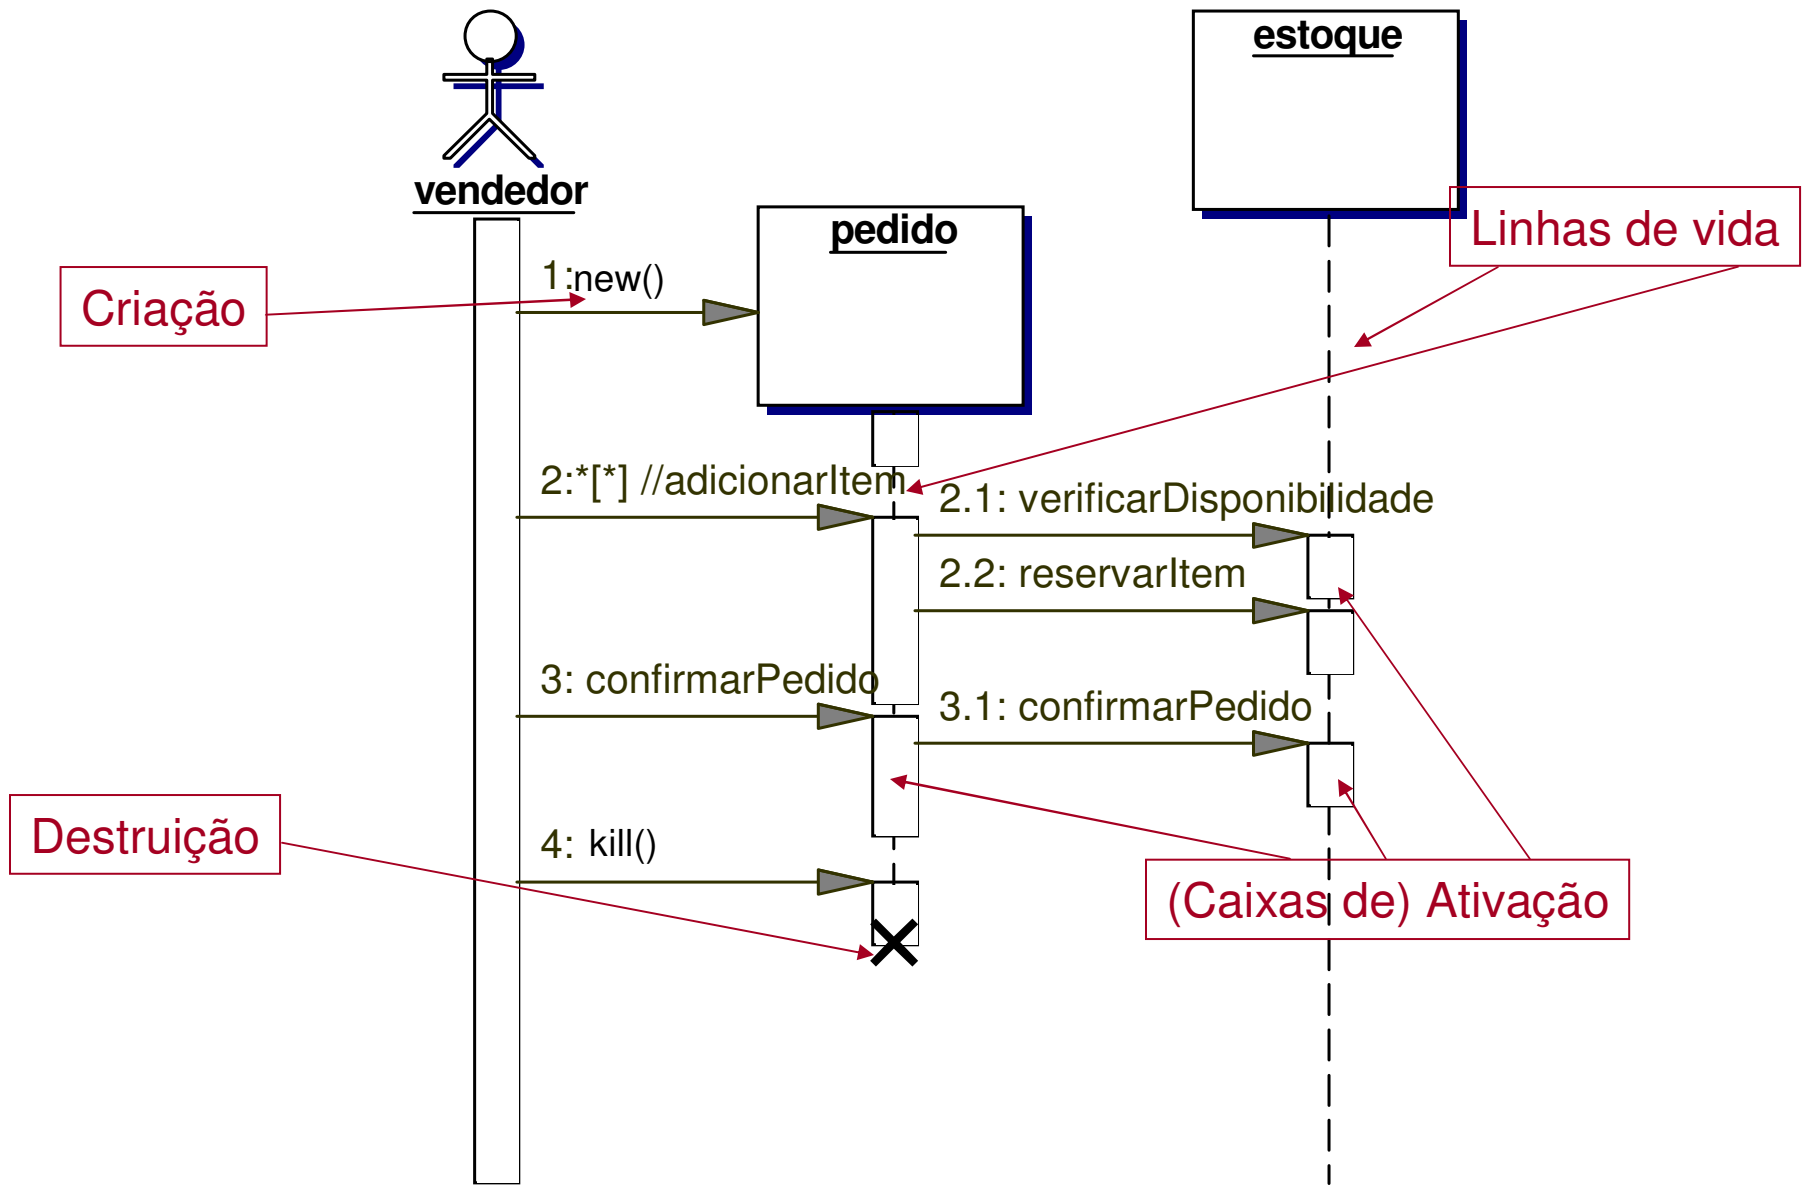 estoque
vendedor
Linhas de vida
pedido
1:new()
Criação
2:*[*] //adicionarItem
2.1: verificarDisponibilidade
2.2: reservarItem
3: confirmarPedido
3.1: confirmarPedido
Destruição
4: kill()
(Caixas de) Ativação